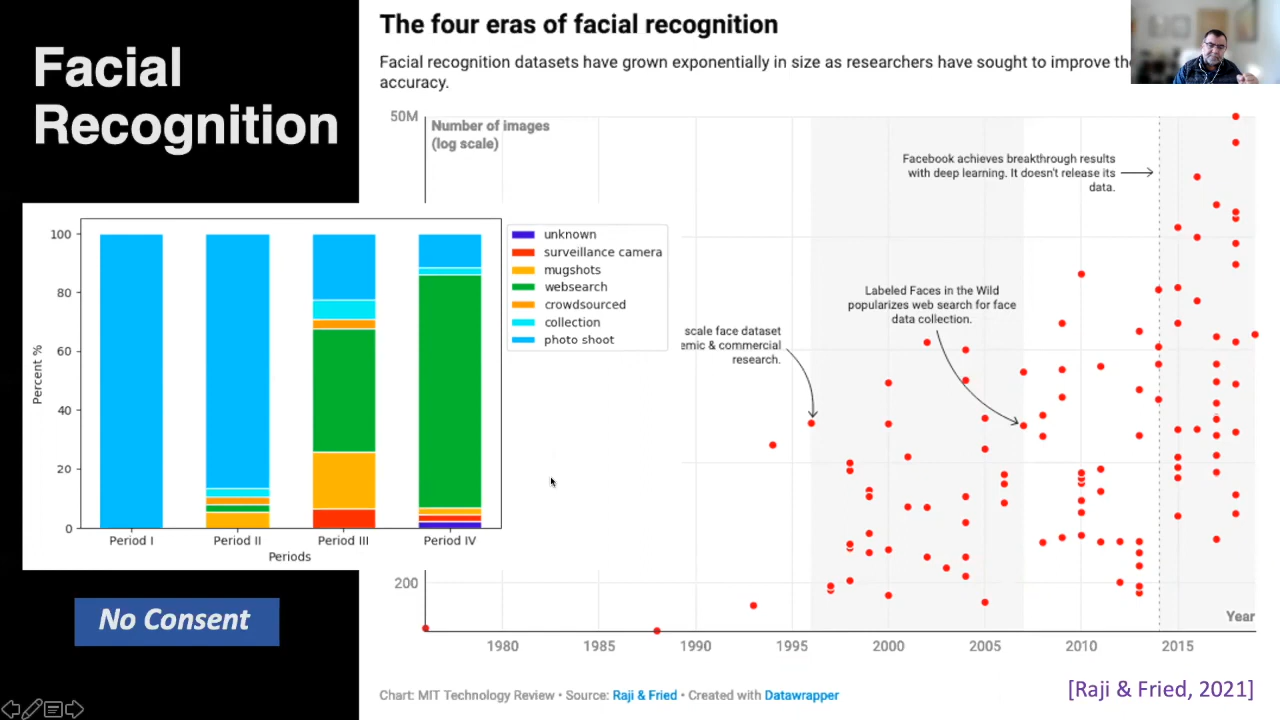 Facial
Recognition
The four eras of facial recognition
Facial recognition datasets have grown exponentially in size as researchers have sought to improve the
accuracy.
50M
Number of images
(log scale)
Facebook achieves breakthrough results
with deep learning. It doesn't release its
data.
Labeled Faces in the Wild
popularizes web search for face
data collection.
scale face dataset
emic & commercial
research.
200
Year
1980 1985 1990 1995 2000 2005 2010 2015
Percent %
100
80
60
40
20
0
Period I Period II Period III Period IV
Periods
unknown
surveillance camera
mugshots
websearch
crowdsourced
collection
photo shoot
No Consent
Chart: MIT Technology Review • Source: Raji & Fried • Created with Datawrapper
[Raji & Fried, 2021]